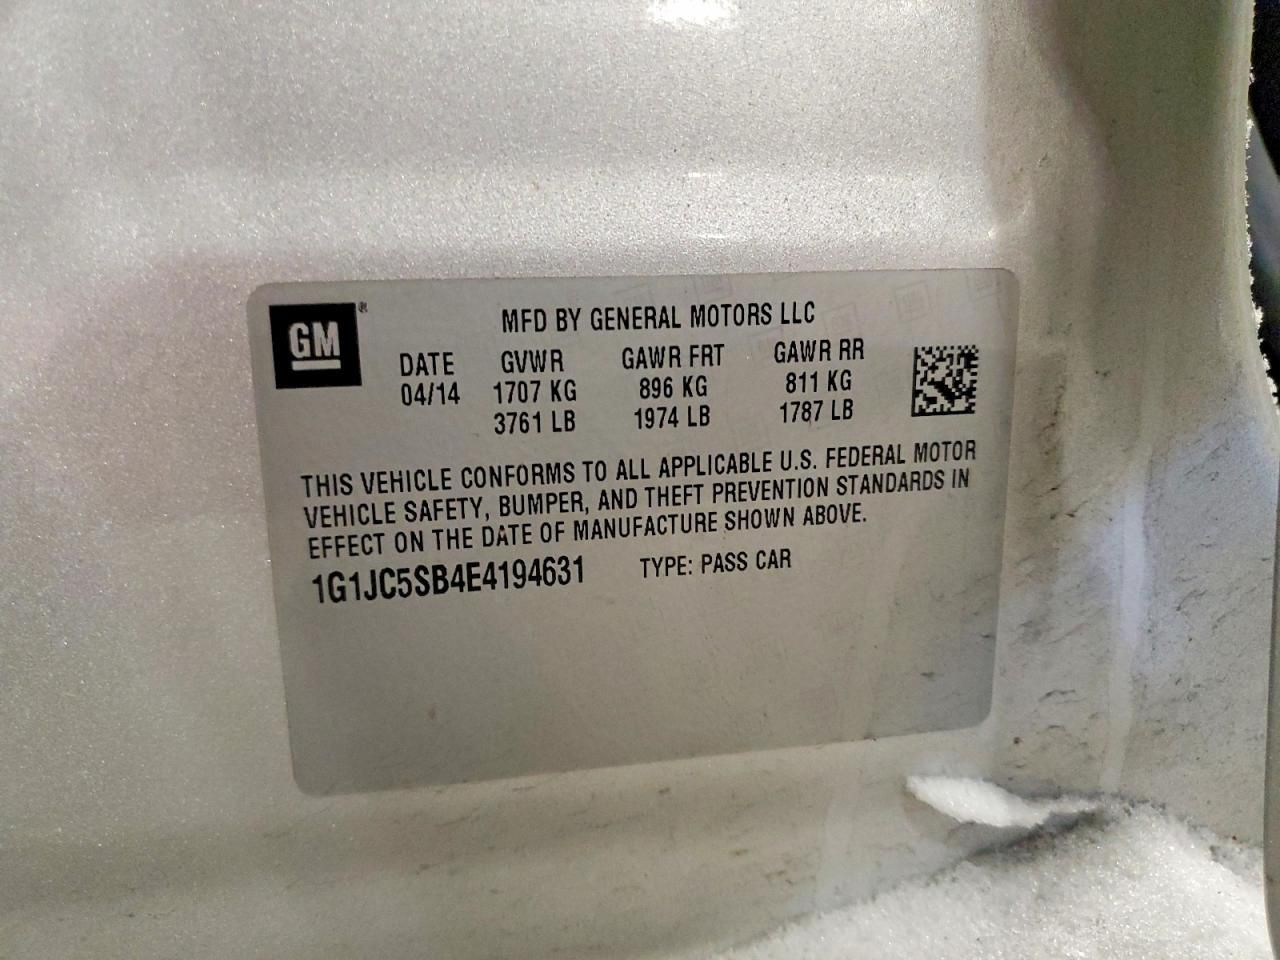 GM®
MFD BY GENERAL MOTORS LLC
DATE GVWR GAWR FRT GAWR RR
04/14 1707 KG 896 KG 811 KG
3761 LB 1974 LB 1787 LB
THIS VEHICLE CONFORMS TO ALL APPLICABLE U.S. FEDERAL MOTOR
VEHICLE SAFETY, BUMPER, AND THEFT PREVENTION STANDARDS IN
EFFECT ON THE DATE OF MANUFACTURE SHOWN ABOVE.
1G1JC5SB4E4194631 TYPE: PASS CAR